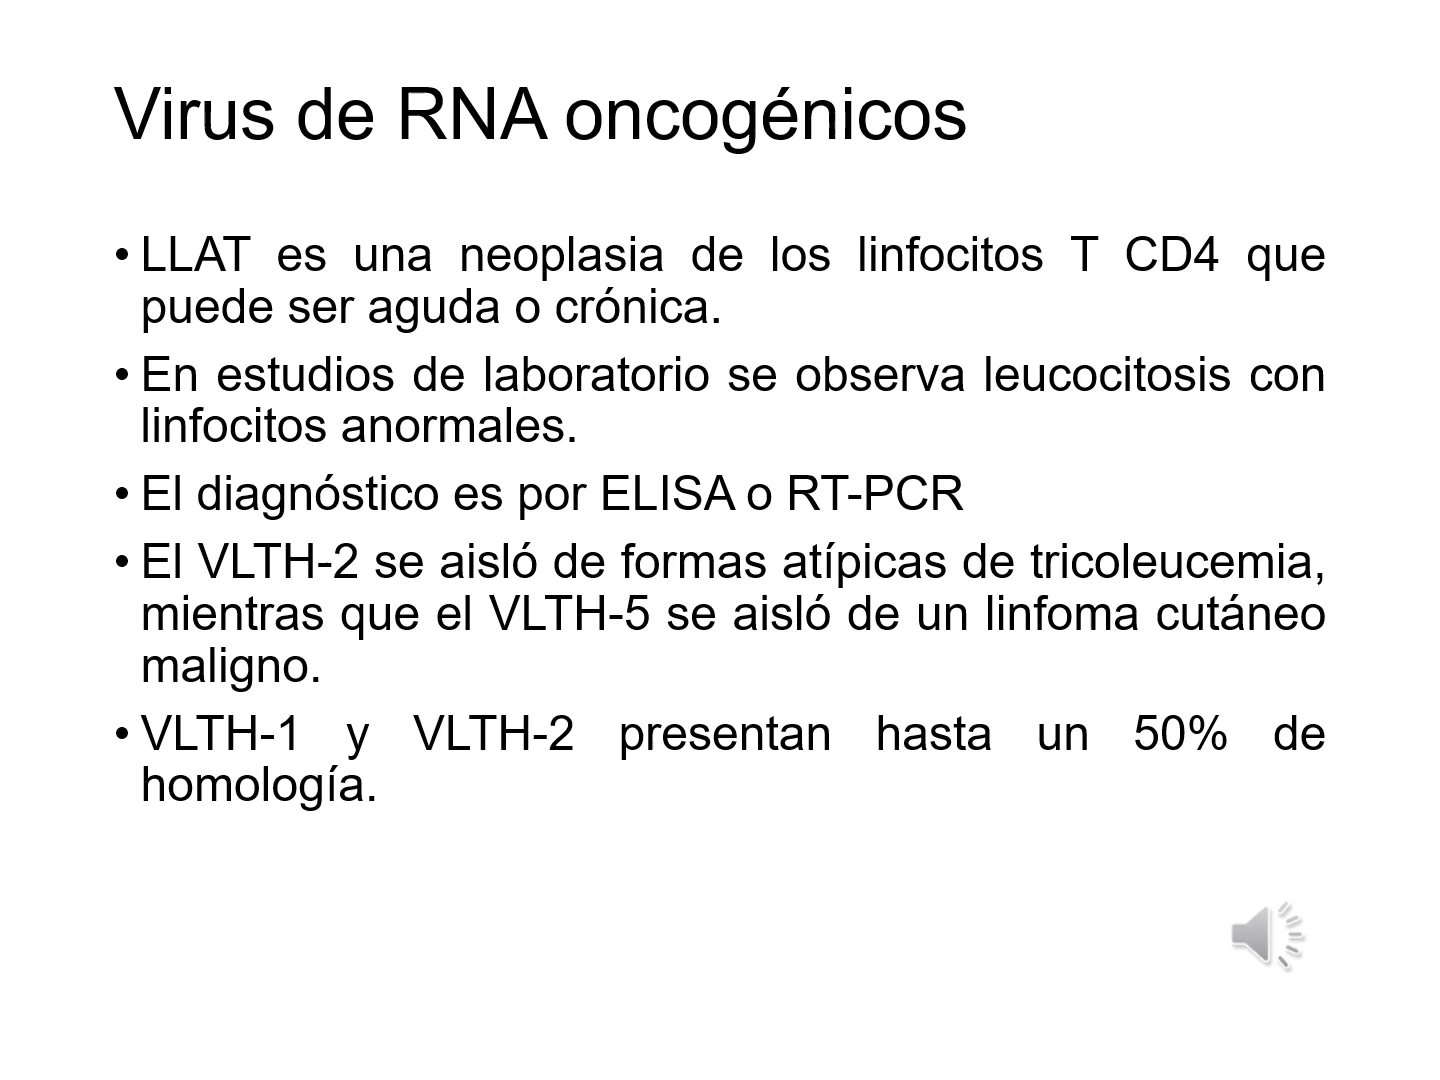 Virus de RNA oncogénicos
• LLAT es una neoplasia de los linfocitos T CD4 que
puede ser aguda o crónica.
• En estudios de laboratorio se observa leucocitosis con
linfocitos anormales.
• El diagnóstico es por ELISA o RT-PCR
• El VLTH-2 se aisló de formas atípicas de tricoleucemia,
mientras que el VLTH-5 se aisló de un linfoma cutáneo
maligno.
• VLTH-1 y VLTH-2 presentan hasta un 50% de
homología.